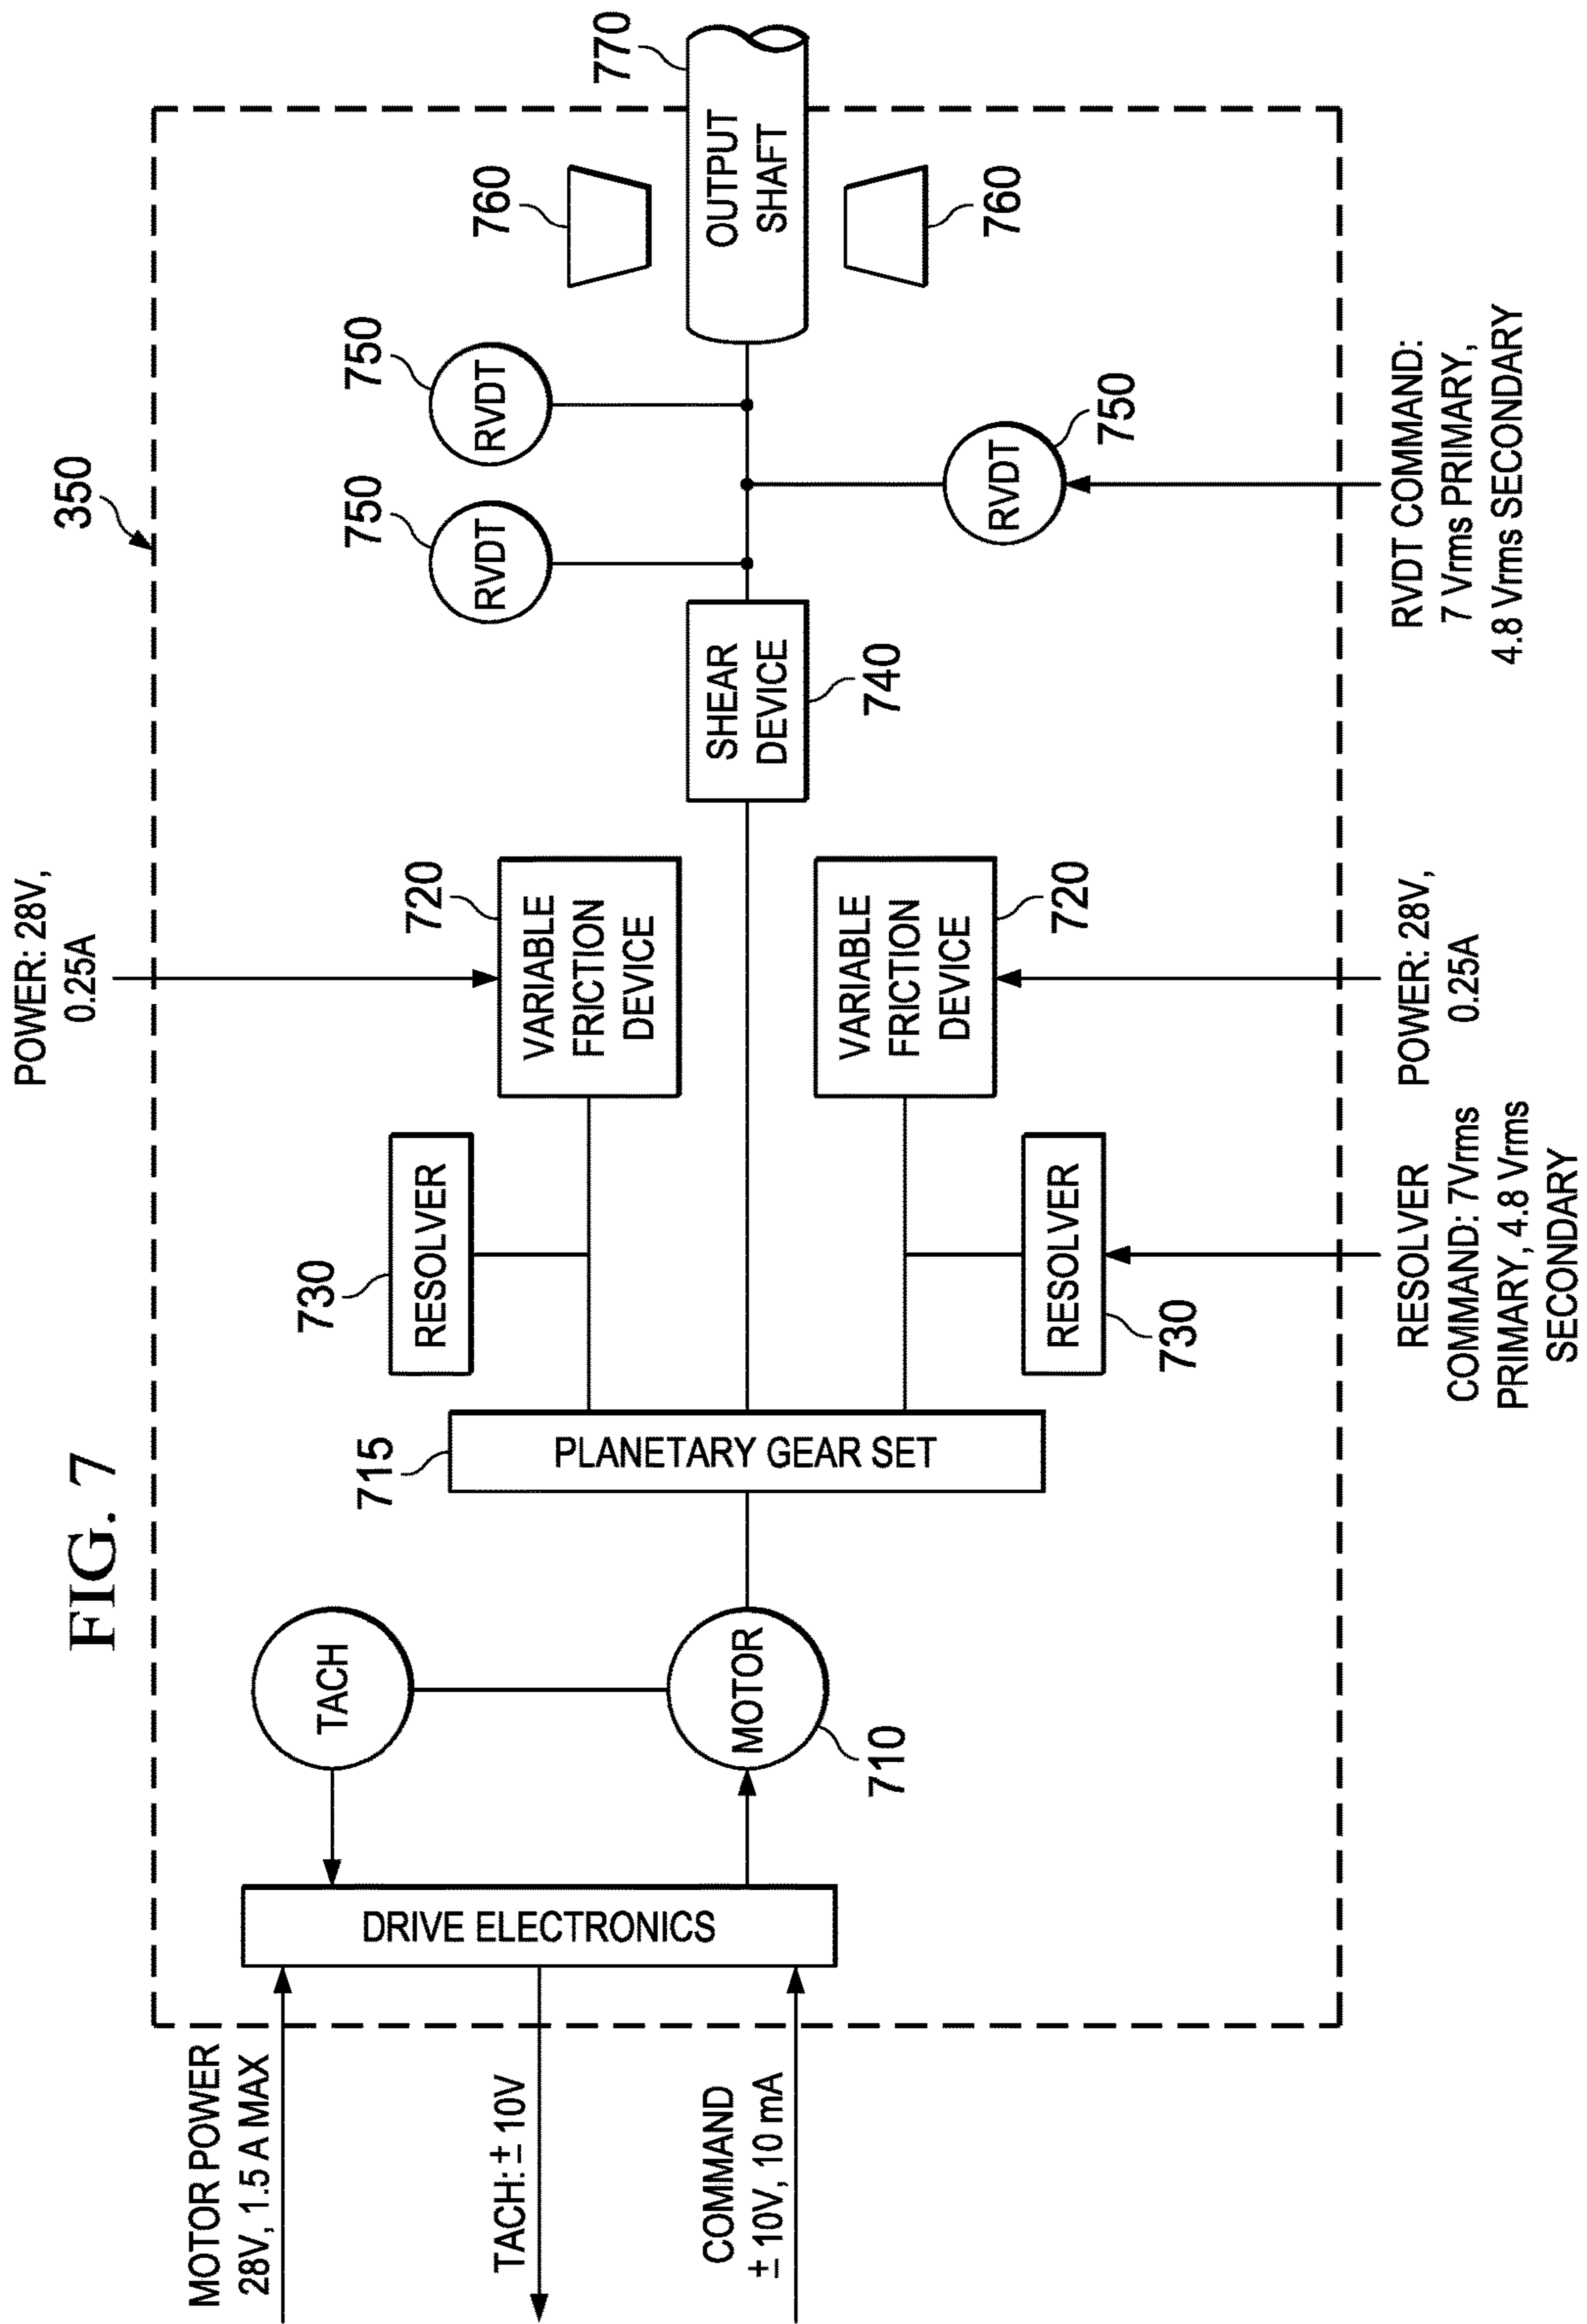 FIG. 7
350
POWER: 28V,
0.25A
MOTOR POWER
28V, 1.5 A MAX
TACH: ± 10V
COMMAND
± 10V, 10 mA
DRIVE ELECTRONICS
TACH
MOTOR
710
715
PLANETARY GEAR SET
730
RESOLVER
RESOLVER
730
720
VARIABLE
FRICTION
DEVICE
VARIABLE
FRICTION
DEVICE
720
SHEAR
DEVICE
740
750
RVDT
750
RVDT
RVDT
750
760
760
OUTPUT
SHAFT
770
RESOLVER
COMMAND: 7Vrms
PRIMARY, 4.8 Vrms
SECONDARY
POWER: 28V,
0.25A
RVDT COMMAND:
7 Vrms PRIMARY,
4.8 Vrms SECONDARY